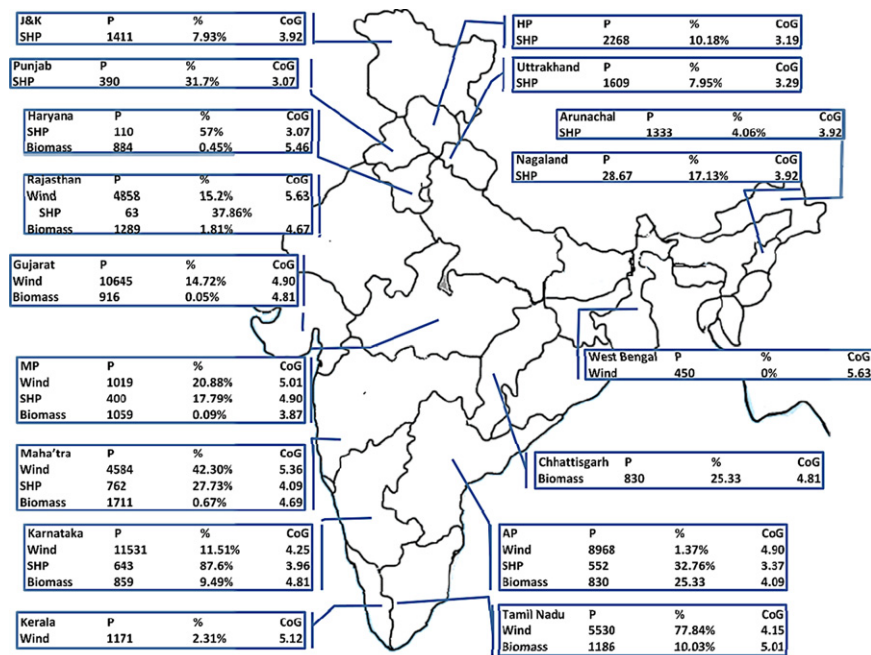 J&K P % CoG
SHP 1411 7.93% 3.92
Punjab P % CoG
SHP 390 31.7% 3.07
Haryana P % CoG
SHP 110 57% 3.07
Biomass 884 0.45% 5.46
Rajasthan P % CoG
Wind 4858 15.2% 5.63
SHP 63 37.86%
Biomass 1289 1.81% 4.67
Gujarat P % CoG
Wind 10645 14.72% 4.90
Biomass 916 0.05% 4.81
MP P % CoG
Wind 1019 20.88% 5.01
SHP 400 17.79% 4.90
Biomass 1059 0.09% 3.87
Maha'tra P % CoG
Wind 4584 42.30% 5.36
SHP 762 27.73% 4.09
Biomass 1711 0.67% 4.69
Karnataka P % CoG
Wind 11531 11.51% 4.25
SHP 643 87.6% 3.96
Biomass 859 9.49% 4.81
Kerala P % CoG
Wind 1171 2.31% 5.12
HP P % CoG
SHP 2268 10.18% 3.19
Uttrakhand P % CoG
SHP 1609 7.95% 3.29
Arunachal P % CoG
SHP 1333 4.06% 3.92
Nagaland P % CoG
SHP 28.67 17.13% 3.92
West Bengal P % CoG
Wind 450 0% 5.63
Chhattisgarh P % CoG
Biomass 830 25.33 4.81
AP P % CoG
Wind 8968 1.37% 4.90
SHP 552 32.76% 3.37
Biomass 830 25.33 4.09
Tamil Nadu P % CoG
Wind 5530 77.84% 4.15
Biomass 1186 10.03% 5.01